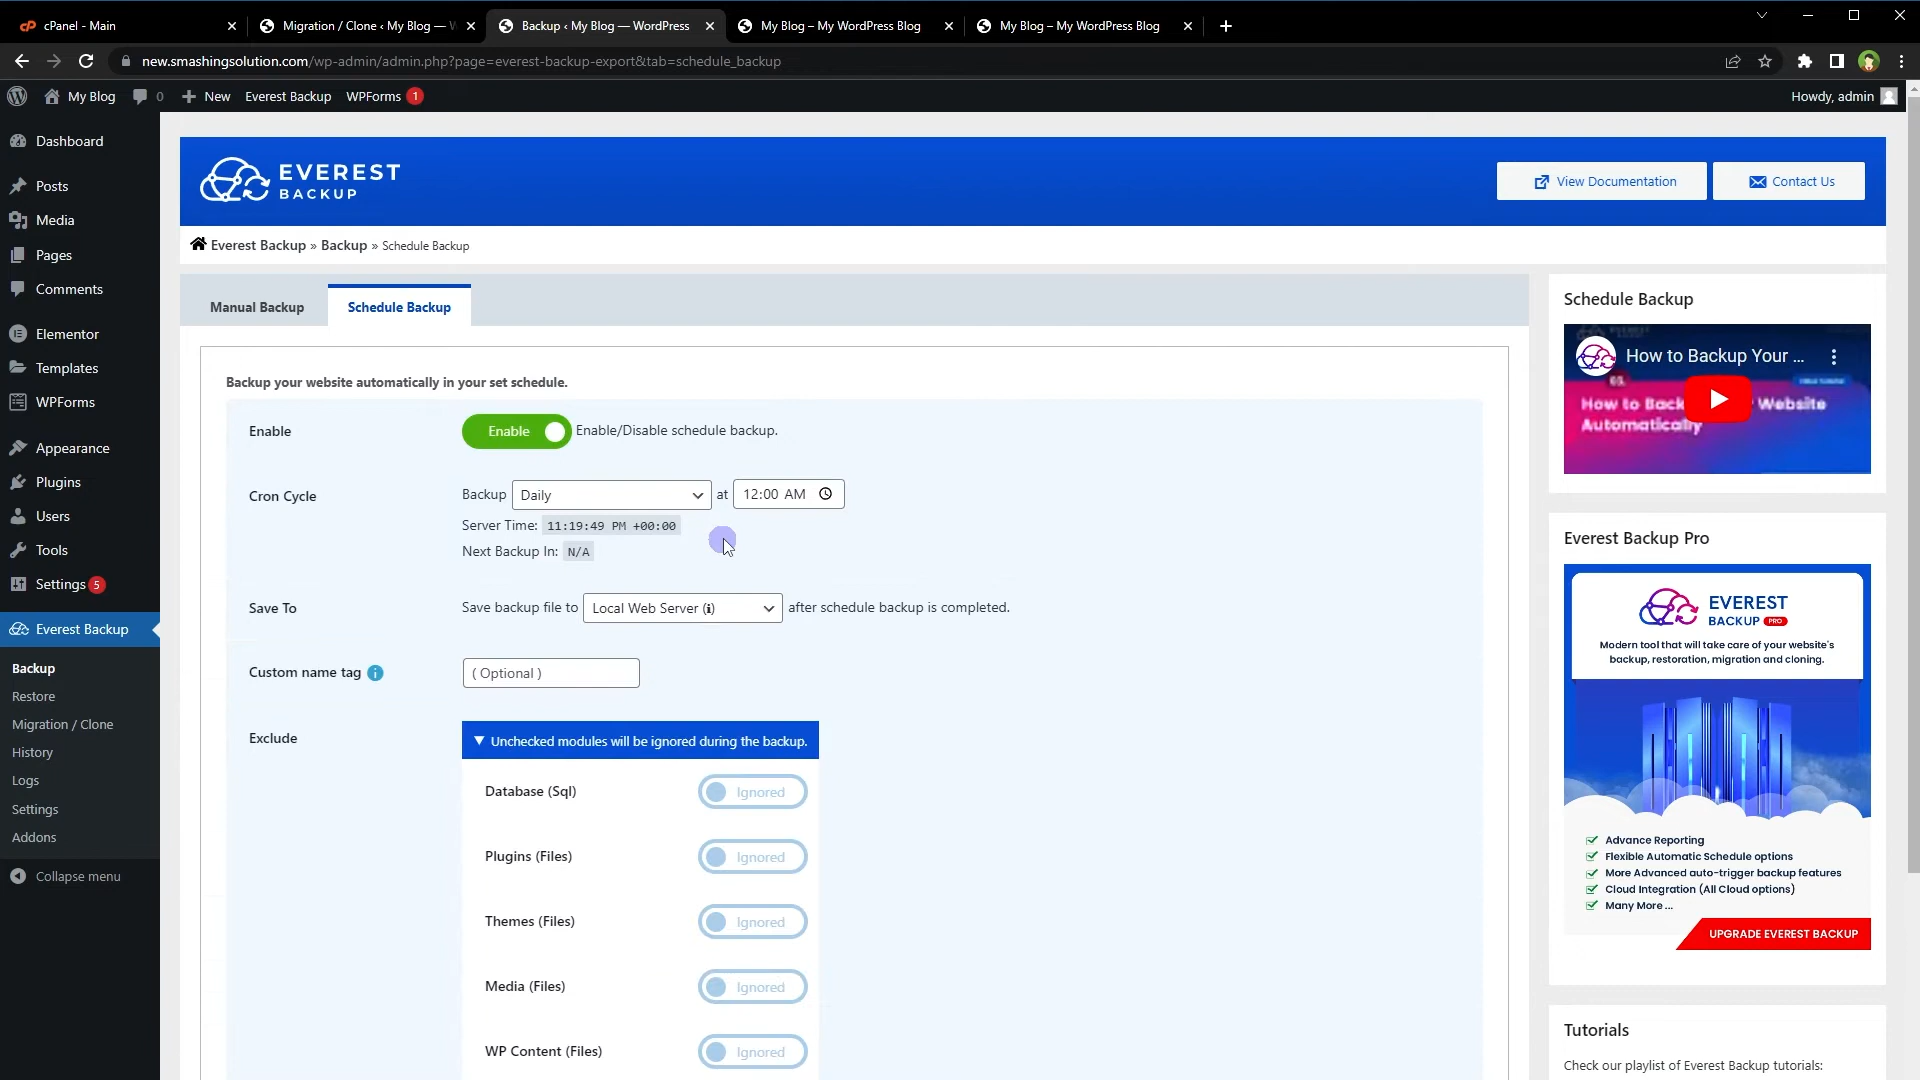 cPanel - Main
Migration / Clone ‹ My Blog — W
Backup ‹ My Blog — WordPress
My Blog – My WordPress Blog
My Blog – My WordPress Blog
new.smashingsolution.com/wp-admin/admin.php?page=everest-backup-export&tab=schedule_backup
My Blog
0
New
Everest Backup
WPForms 1
Howdy, admin
Dashboard
Posts
Media
Pages
Comments
Elementor
Templates
WPForms
Appearance
Plugins
Users
Tools
Settings 5
Everest Backup
Backup
Restore
Migration / Clone
History
Logs
Settings
Addons
Collapse menu
EVEREST
BACKUP
View Documentation
Contact Us
Everest Backup » Backup » Schedule Backup
Manual Backup
Schedule Backup
Backup your website automatically in your set schedule.
Enable
Enable
Enable/Disable schedule backup.
Cron Cycle
Backup Daily at 12:00 AM
Server Time: 11:19:49 PM +00:00
Next Backup In: N/A
Save To
Save backup file to Local Web Server (i) after schedule backup is completed.
Custom name tag
( Optional )
Exclude
▼ Unchecked modules will be ignored during the backup.
Database (Sql)
Ignored
Plugins (Files)
Ignored
Themes (Files)
Ignored
Media (Files)
Ignored
WP Content (Files)
Ignored
Schedule Backup
How to Backup Your ...
How to Back
Website
Automatically
Everest Backup Pro
EVEREST
BACKUP PRO
Modern tool that will take care of your website's
backup, restoration, migration and cloning.
Advance Reporting
Flexible Automatic Schedule options
More Advanced auto-trigger backup features
Cloud Integration (All Cloud options)
Many More ...
UPGRADE EVEREST BACKUP
Tutorials
Check our playlist of Everest Backup tutorials: